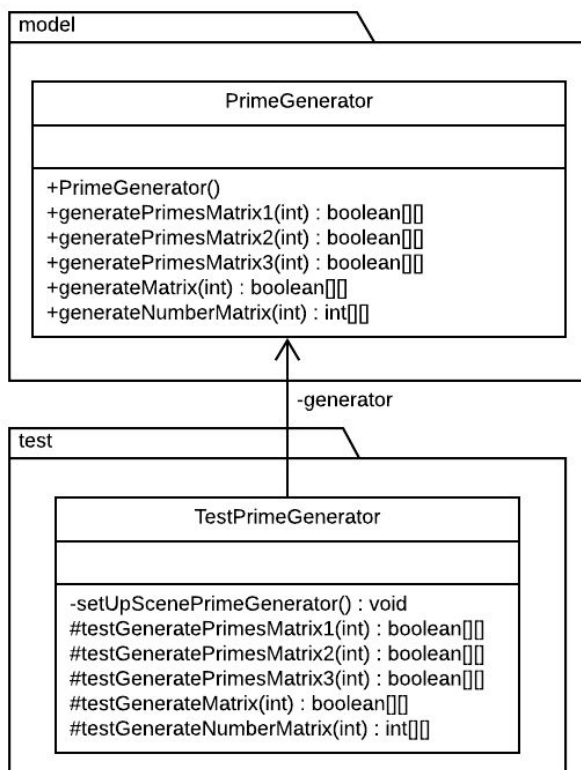 model
PrimeGenerator
+PrimeGenerator()
+generatePrimesMatrix1(int) : boolean[][]
+generatePrimesMatrix2(int) : boolean[][]
+generatePrimesMatrix3(int) : boolean[][]
+generateMatrix(int) : boolean[][]
+generateNumberMatrix(int) : int[][]
-generator
test
TestPrimeGenerator
-setUpScenePrimeGenerator() : void
#testGeneratePrimesMatrix1(int) : boolean[][]
#testGeneratePrimesMatrix2(int) : boolean[][]
#testGeneratePrimesMatrix3(int) : boolean[][]
#testGenerateMatrix(int) : boolean[][]
#testGenerateNumberMatrix(int) : int[][]